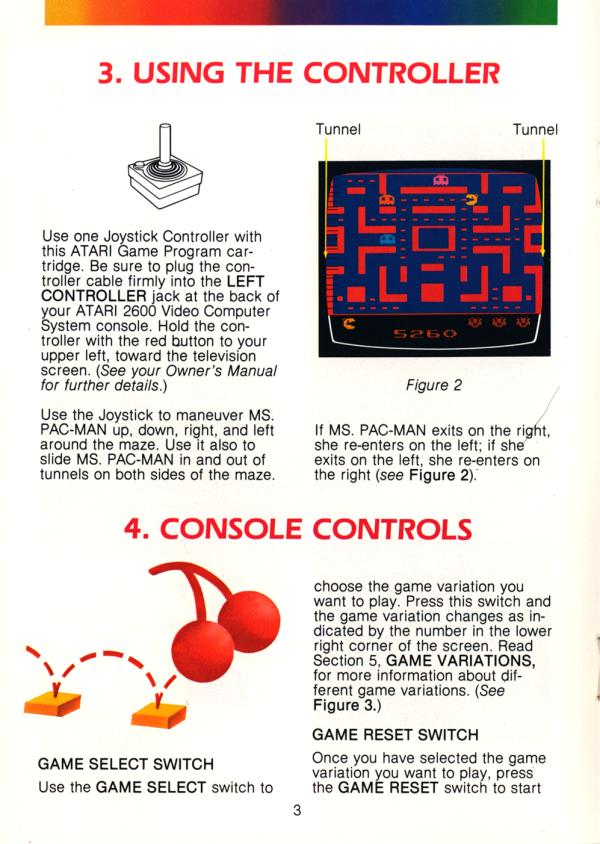 3. USING THE CONTROLLER
Use one Joystick Controller with
this ATARI Game Program car-
tridge. Be sure to plug the con-
troller cable firmly into the LEFT
CONTROLLER jack at the back of
your ATARI 2600 Video Computer
System console. Hold the con-
troller with the red button to your
upper left, toward the television
screen. (See your Owner's Manual
for further details.)
Use the Joystick to maneuver MS.
PAC-MAN up, down, right, and left
around the maze. Use it also to
slide MS. PAC-MAN in and out of
tunnels on both sides of the maze.
Tunnel Tunnel
5260
Figure 2
If MS. PAC-MAN exits on the right,
she re-enters on the left; if she
exits on the left, she re-enters on
the right (see Figure 2).
4. CONSOLE CONTROLS
GAME SELECT SWITCH
Use the GAME SELECT switch to
choose the game variation you
want to play. Press this switch and
the game variation changes as in-
dicated by the number in the lower
right corner of the screen. Read
Section 5, GAME VARIATIONS,
for more information about dif-
ferent game variations. (See
Figure 3.)
GAME RESET SWITCH
Once you have selected the game
variation you want to play, press
the GAME RESET switch to start
3